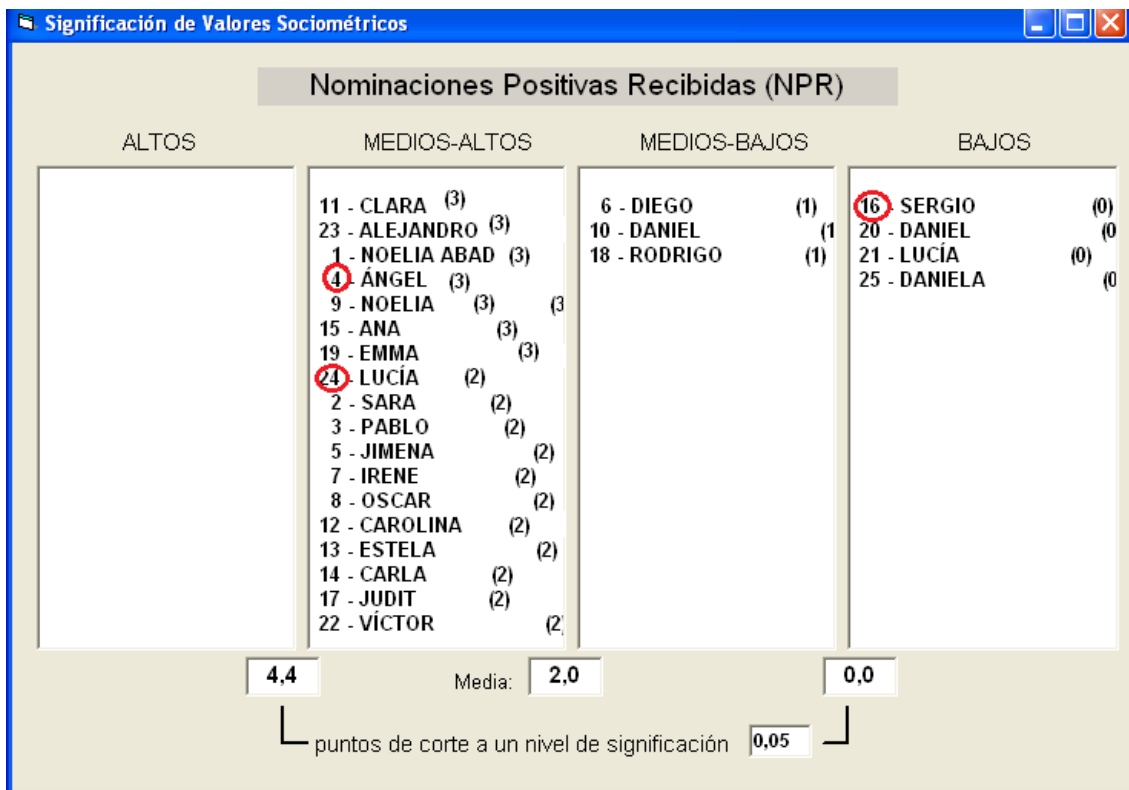 Significación de Valores Sociométricos
Nominaciones Positivas Recibidas (NPR)
ALTOS
MEDIOS-ALTOS
11 - CLARA (3)
23 - ALEJANDRO (3)
1 - NOELIA ABAD (3)
4 - ÁNGEL (3)
9 - NOELIA (3) (3
15 - ANA (3)
19 - EMMA (3)
24 - LUCÍA (2)
2 - SARA (2)
3 - PABLO (2)
5 - JIMENA (2)
7 - IRENE (2)
8 - OSCAR (2)
12 - CAROLINA (2)
13 - ESTELA (2)
14 - CARLA (2)
17 - JUDIT (2)
22 - VÍCTOR (2)
MEDIOS-BAJOS
6 - DIEGO (1)
10 - DANIEL (1
18 - RODRIGO (1)
BAJOS
16 - SERGIO (0)
20 - DANIEL (0
21 - LUCÍA (0)
25 - DANIELA (0
4,4 Media: 2,0 0,0
puntos de corte a un nivel de significación 0,05